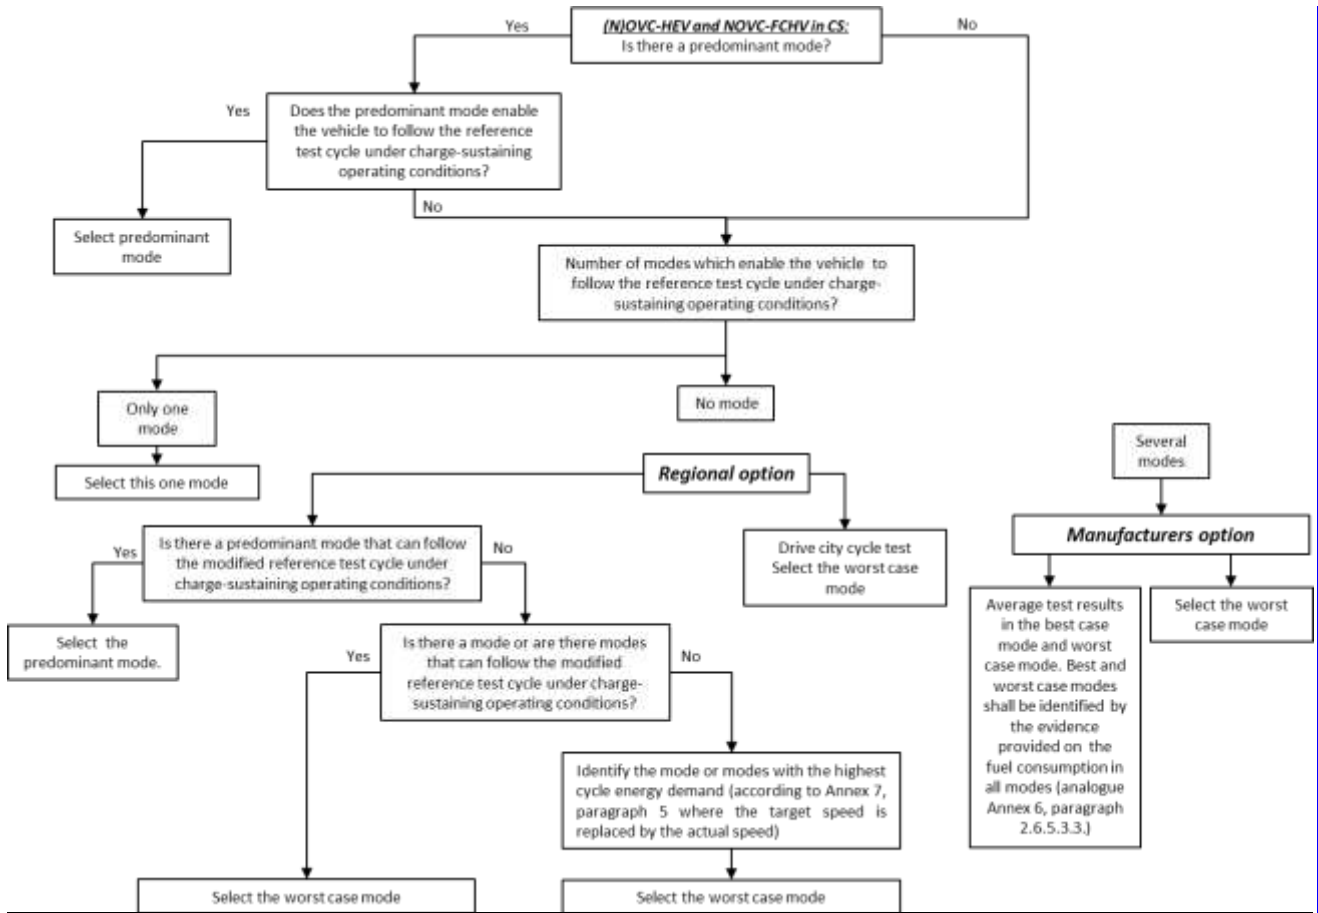 (N)OVC-HEV and NOVC-FCHV in CS:
Is there a predominant mode?
Yes
No
Yes
Does the predominant mode enable
the vehicle to follow the reference
test cycle under charge-sustaining
operating conditions?
No
Select predominant
mode
Number of modes which enable the vehicle to
follow the reference test cycle under charge-
sustaining operating conditions?
Only one
mode
No mode
Several
modes
Select this one mode
Regional option
Manufacturers option
Yes
Is there a predominant mode that can follow
the modified reference test cycle under
charge-sustaining operating conditions?
No
Drive city cycle test
Select the worst case
mode
Average test results
in the best case
mode and worst
case mode. Best and
worst case modes
shall be identified by
the evidence
provided on the
fuel consumption in
all modes (analogue
Annex 6, paragraph
2.6.5.3.3.)
Select the worst
case mode
Select the
predominant mode.
Yes
Is there a mode or are there modes
that can follow the modified
reference test cycle under charge-
sustaining operating conditions?
No
Identify the mode or modes with the highest
cycle energy demand (according to Annex 7,
paragraph 5 where the target speed is
replaced by the actual speed)
Select the worst case mode
Select the worst case mode